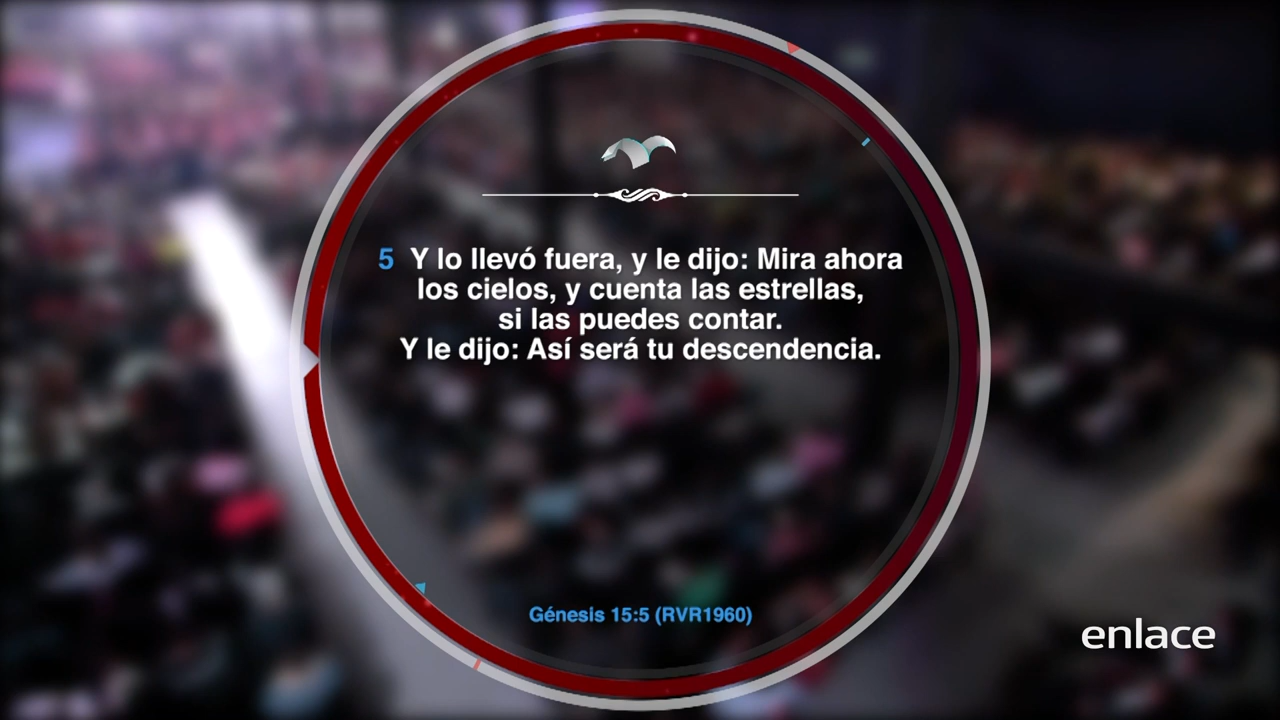 5 Y lo llevó fuera, y le dijo: Mira ahora
los cielos, y cuenta las estrellas,
si las puedes contar.
Y le dijo: Así será tu descendencia.
Génesis 15:5 (RVR1960)
enlace